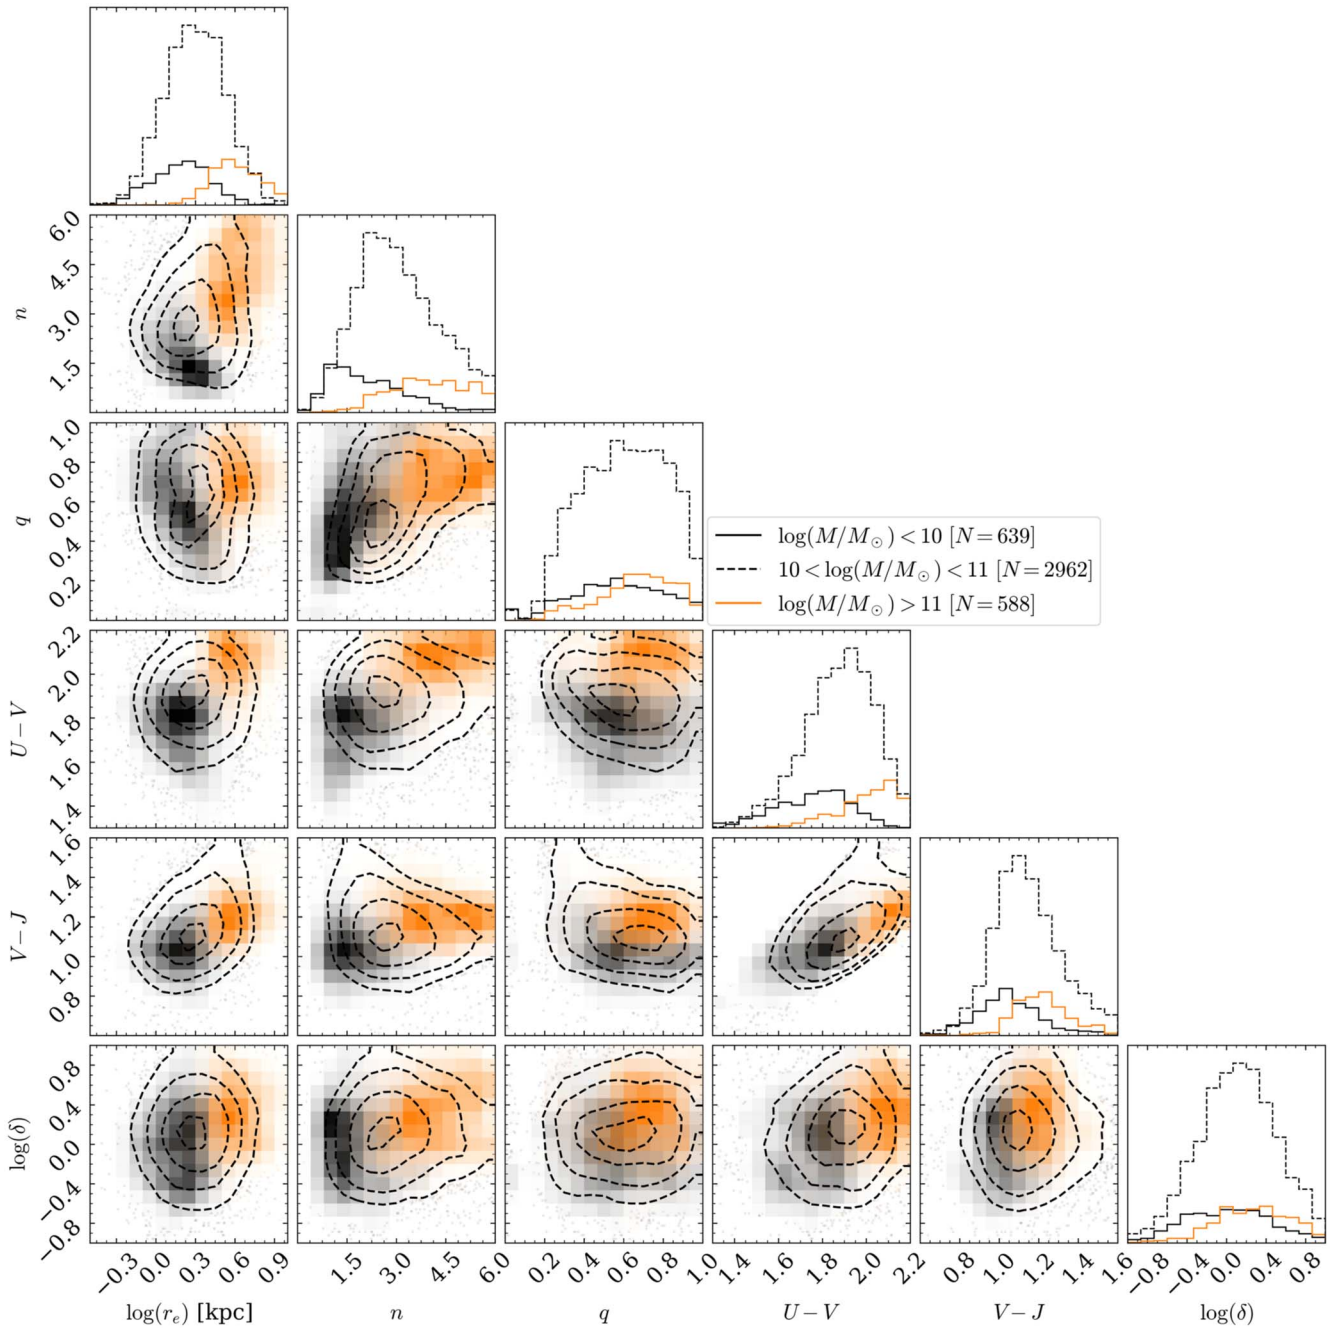 6.0
4.5
3.0
1.5
n
1.0
0.8
0.6
0.4
0.2
q
log(M/M☉) < 10 [N = 639]
10 < log(M/M☉) < 11 [N = 2962]
log(M/M☉) > 11 [N = 588]
2.2
2.0
1.8
1.6
1.4
U − V
1.6
1.4
1.2
1.0
0.8
V − J
0.8
0.4
0.0
−0.4
−0.8
log(δ)
−0.3 0.0 0.3 0.6 0.9 1.5 3.0 4.5 6.0 0.2 0.4 0.6 0.8 1.0 1.4 1.6 1.8 2.0 2.2 0.8 1.0 1.2 1.4 1.6 −0.8 −0.4 0.0 0.4 0.8
log(rₑ) [kpc] n q U − V V − J log(δ)